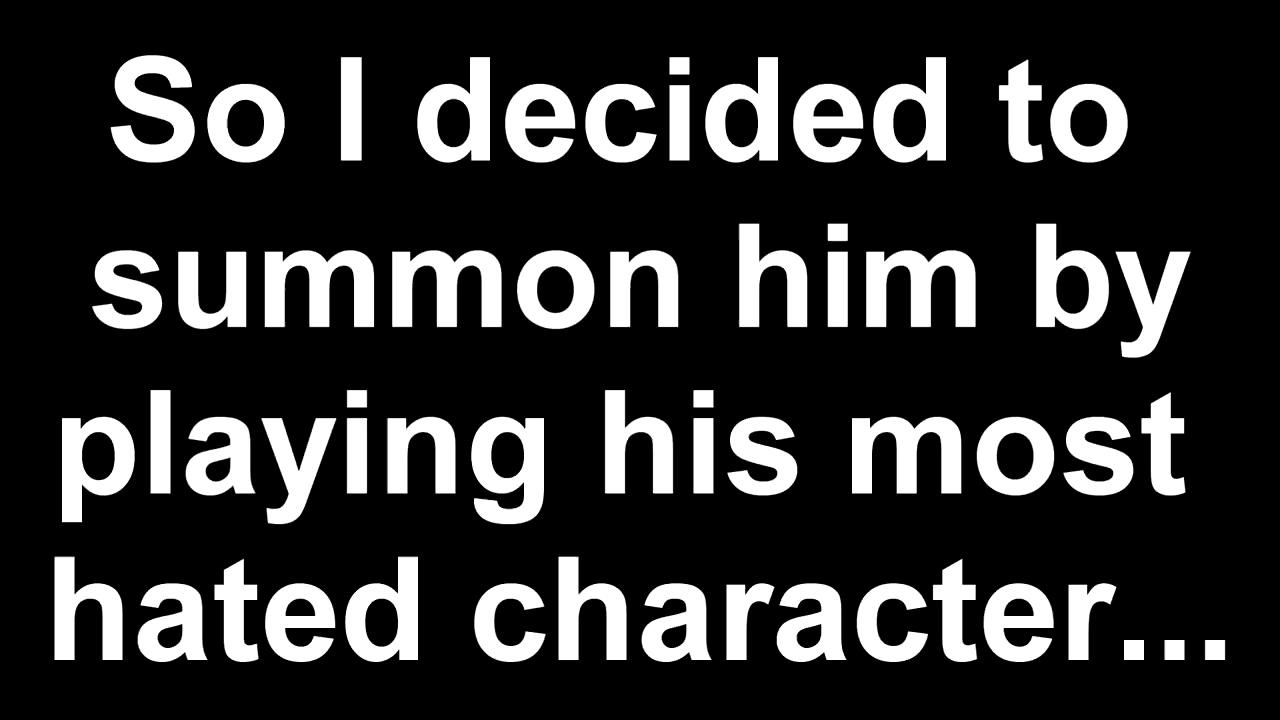 So I decided to
summon him by
playing his most
hated character...